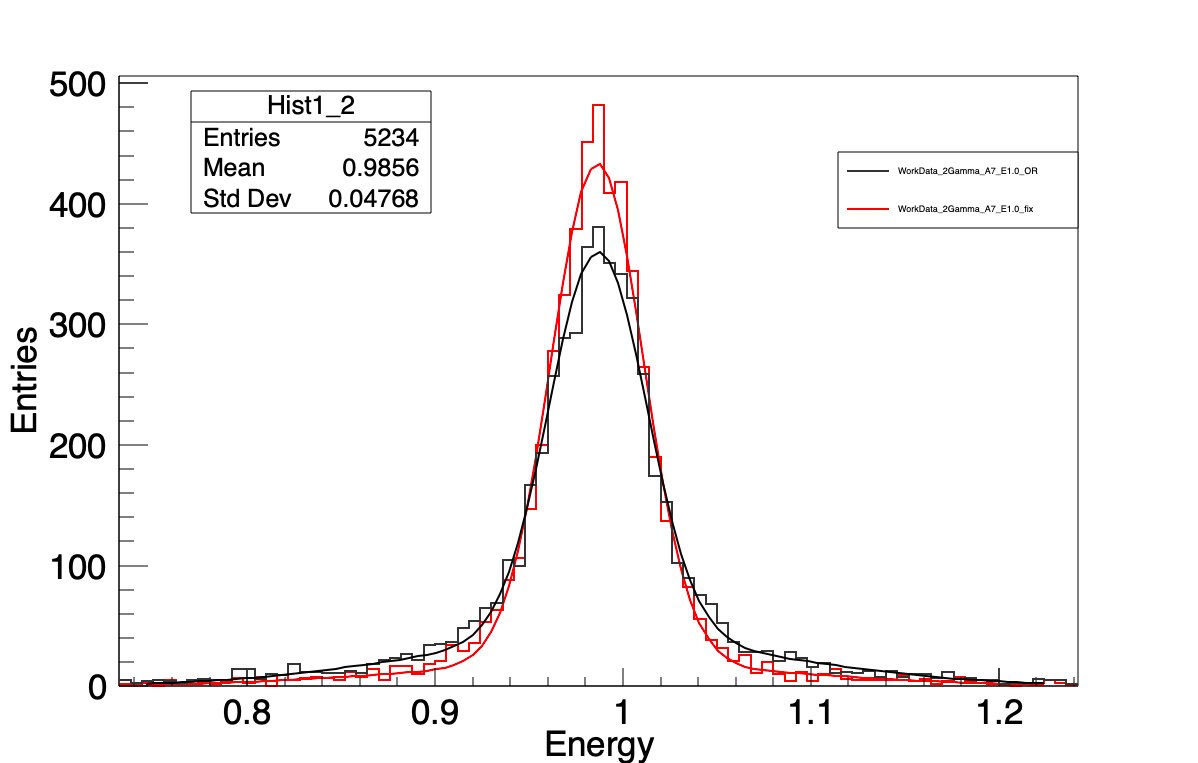 500
400
300
200
100
0
Entries
Hist1_2
Entries 5234
Mean 0.9856
Std Dev 0.04768
WorkData_2Gamma_A7_E1.0_OR
WorkData_2Gamma_A7_E1.0_fix
0.8 0.9 1 1.1 1.2
Energy